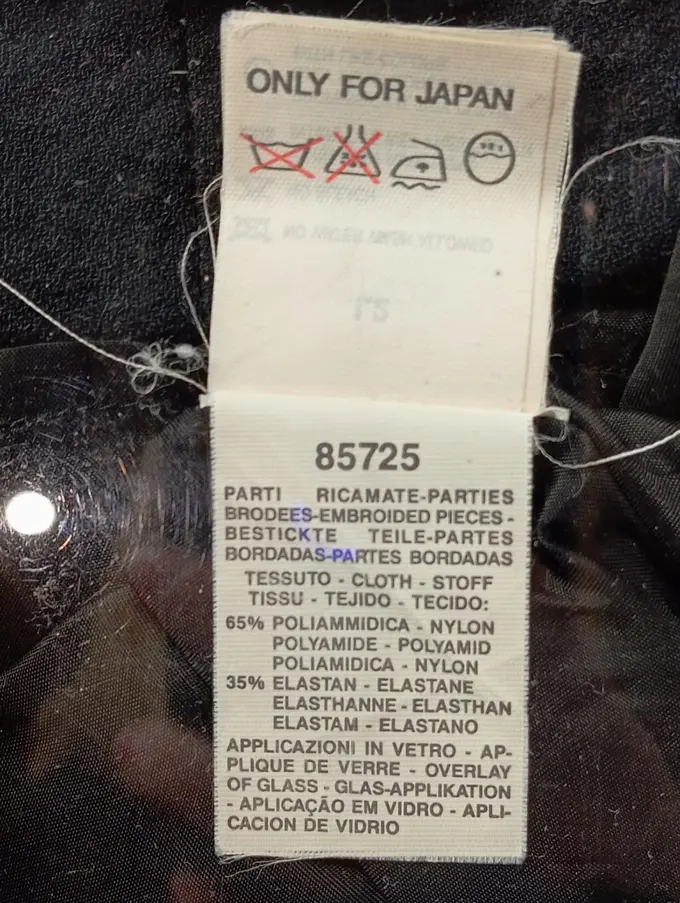 ONLY FOR JAPAN
85725
PARTI RICAMATE-PARTIES
BRODEES-EMBROIDED PIECES -
BESTICKTE TEILE-PARTES
BORDADAS-PARTES BORDADAS
TESSUTO - CLOTH - STOFF
TISSU - TEJIDO - TECIDO:
65% POLIAMMIDICA - NYLON
POLYAMIDE - POLYAMID
POLIAMIDICA - NYLON
35% ELASTAN - ELASTANE
ELASTHANNE - ELASTHAN
ELASTAM - ELASTANO
APPLICAZIONI IN VETRO - AP-
PLIQUE DE VERRE - OVERLAY
OF GLASS - GLAS-APPLIKATION
- APLICAÇÃO EM VIDRO - APLI-
CACION DE VIDRIO